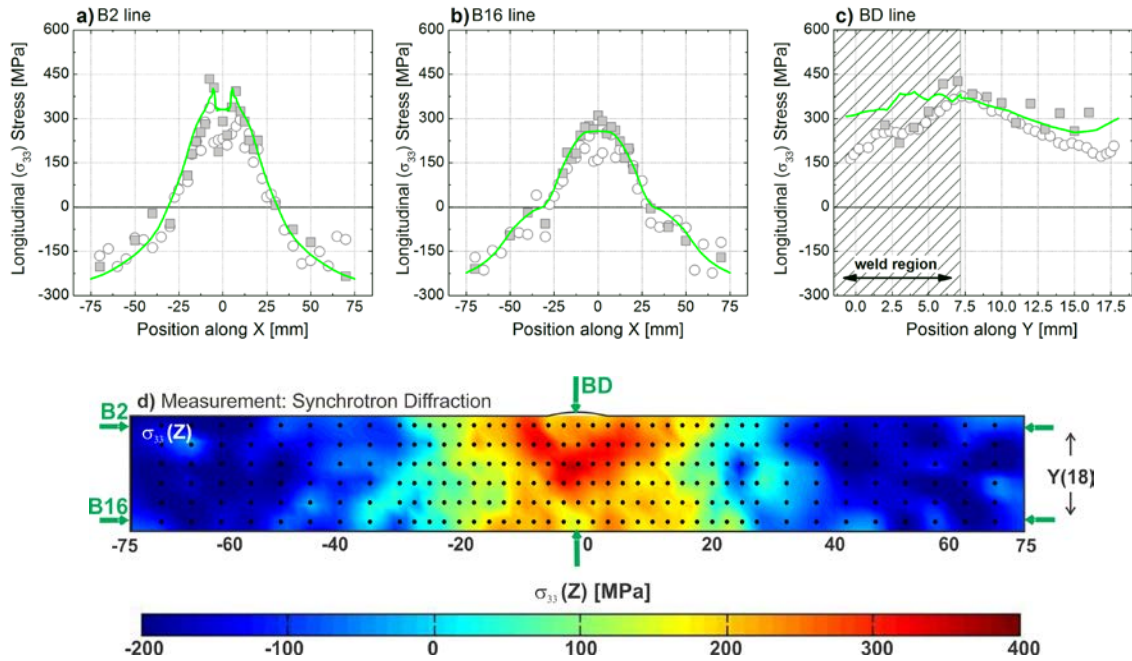 a) B2 line
b) B16 line
c) BD line
Longitudinal (σ33) Stress [MPa]
600
450
300
150
0
-150
-300
-75 -50 -25 0 25 50 75
Position along X [mm]
Longitudinal (σ33) Stress [MPa]
600
450
300
150
0
-150
-300
-75 -50 -25 0 25 50 75
Position along X [mm]
Longitudinal (σ33) Stress [MPa]
600
450
300
150
0
-150
-300
weld region
0.0 2.5 5.0 7.5 10.0 12.5 15.0 17.5
Position along Y [mm]
BD
d) Measurement: Synchrotron Diffraction
B2
σ33(Z)
Y(18)
B16
-75 -60 -40 -20 0 20 40 60 75
σ33(Z) [MPa]
-200 -100 0 100 200 300 400